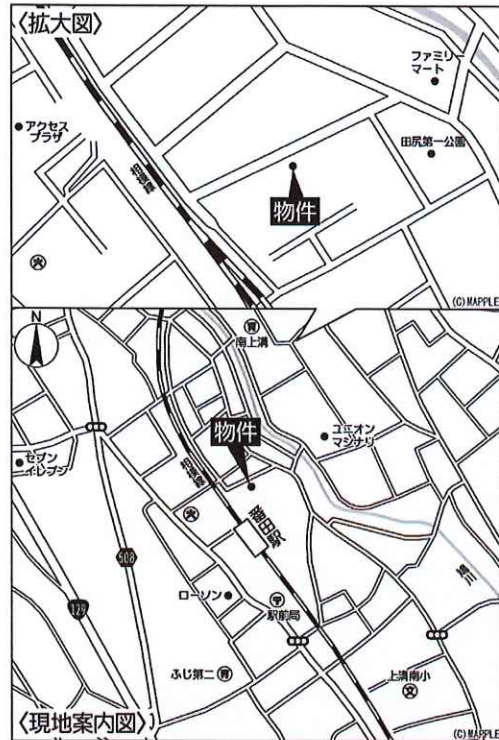 〈拡大図〉
ファミリー
マート
アクセス
プラザ
田尻第一公園
相模線
物件
(C)MAPPLE
N
南上溝
物件
ユニオン
マシナリ
セブン
イレブン
相模線
番田駅
508
129
ローソン
駅前局
鳩川
ふじ第二
上溝南小
文
〈現地案内図〉
(C)MAPPLE